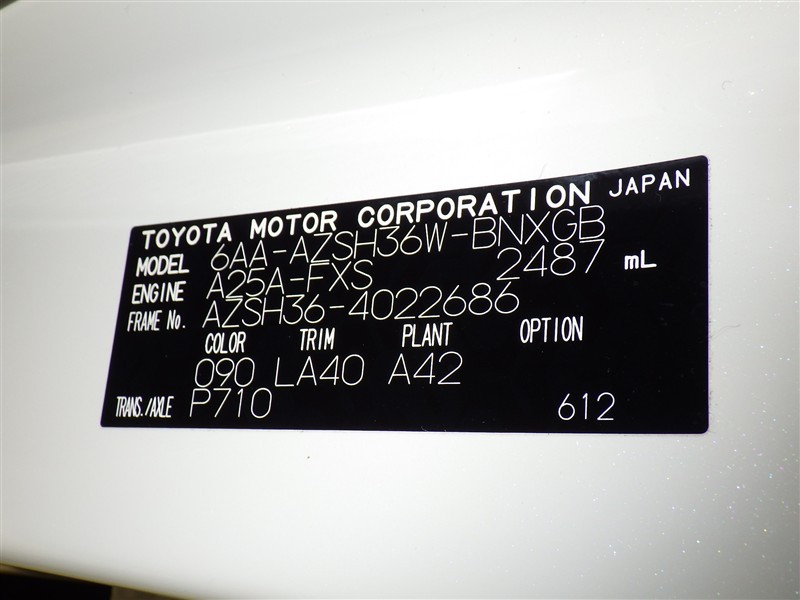 TOYOTA MOTOR CORPORATION JAPAN
MODEL 6AA-AZSH36W-BNXGB
ENGINE A25A-FXS 2487 mL
FRAME No. AZSH36-4022686
COLOR TRIM PLANT OPTION
090 LA40 A42
TRANS./AXLE P710 612